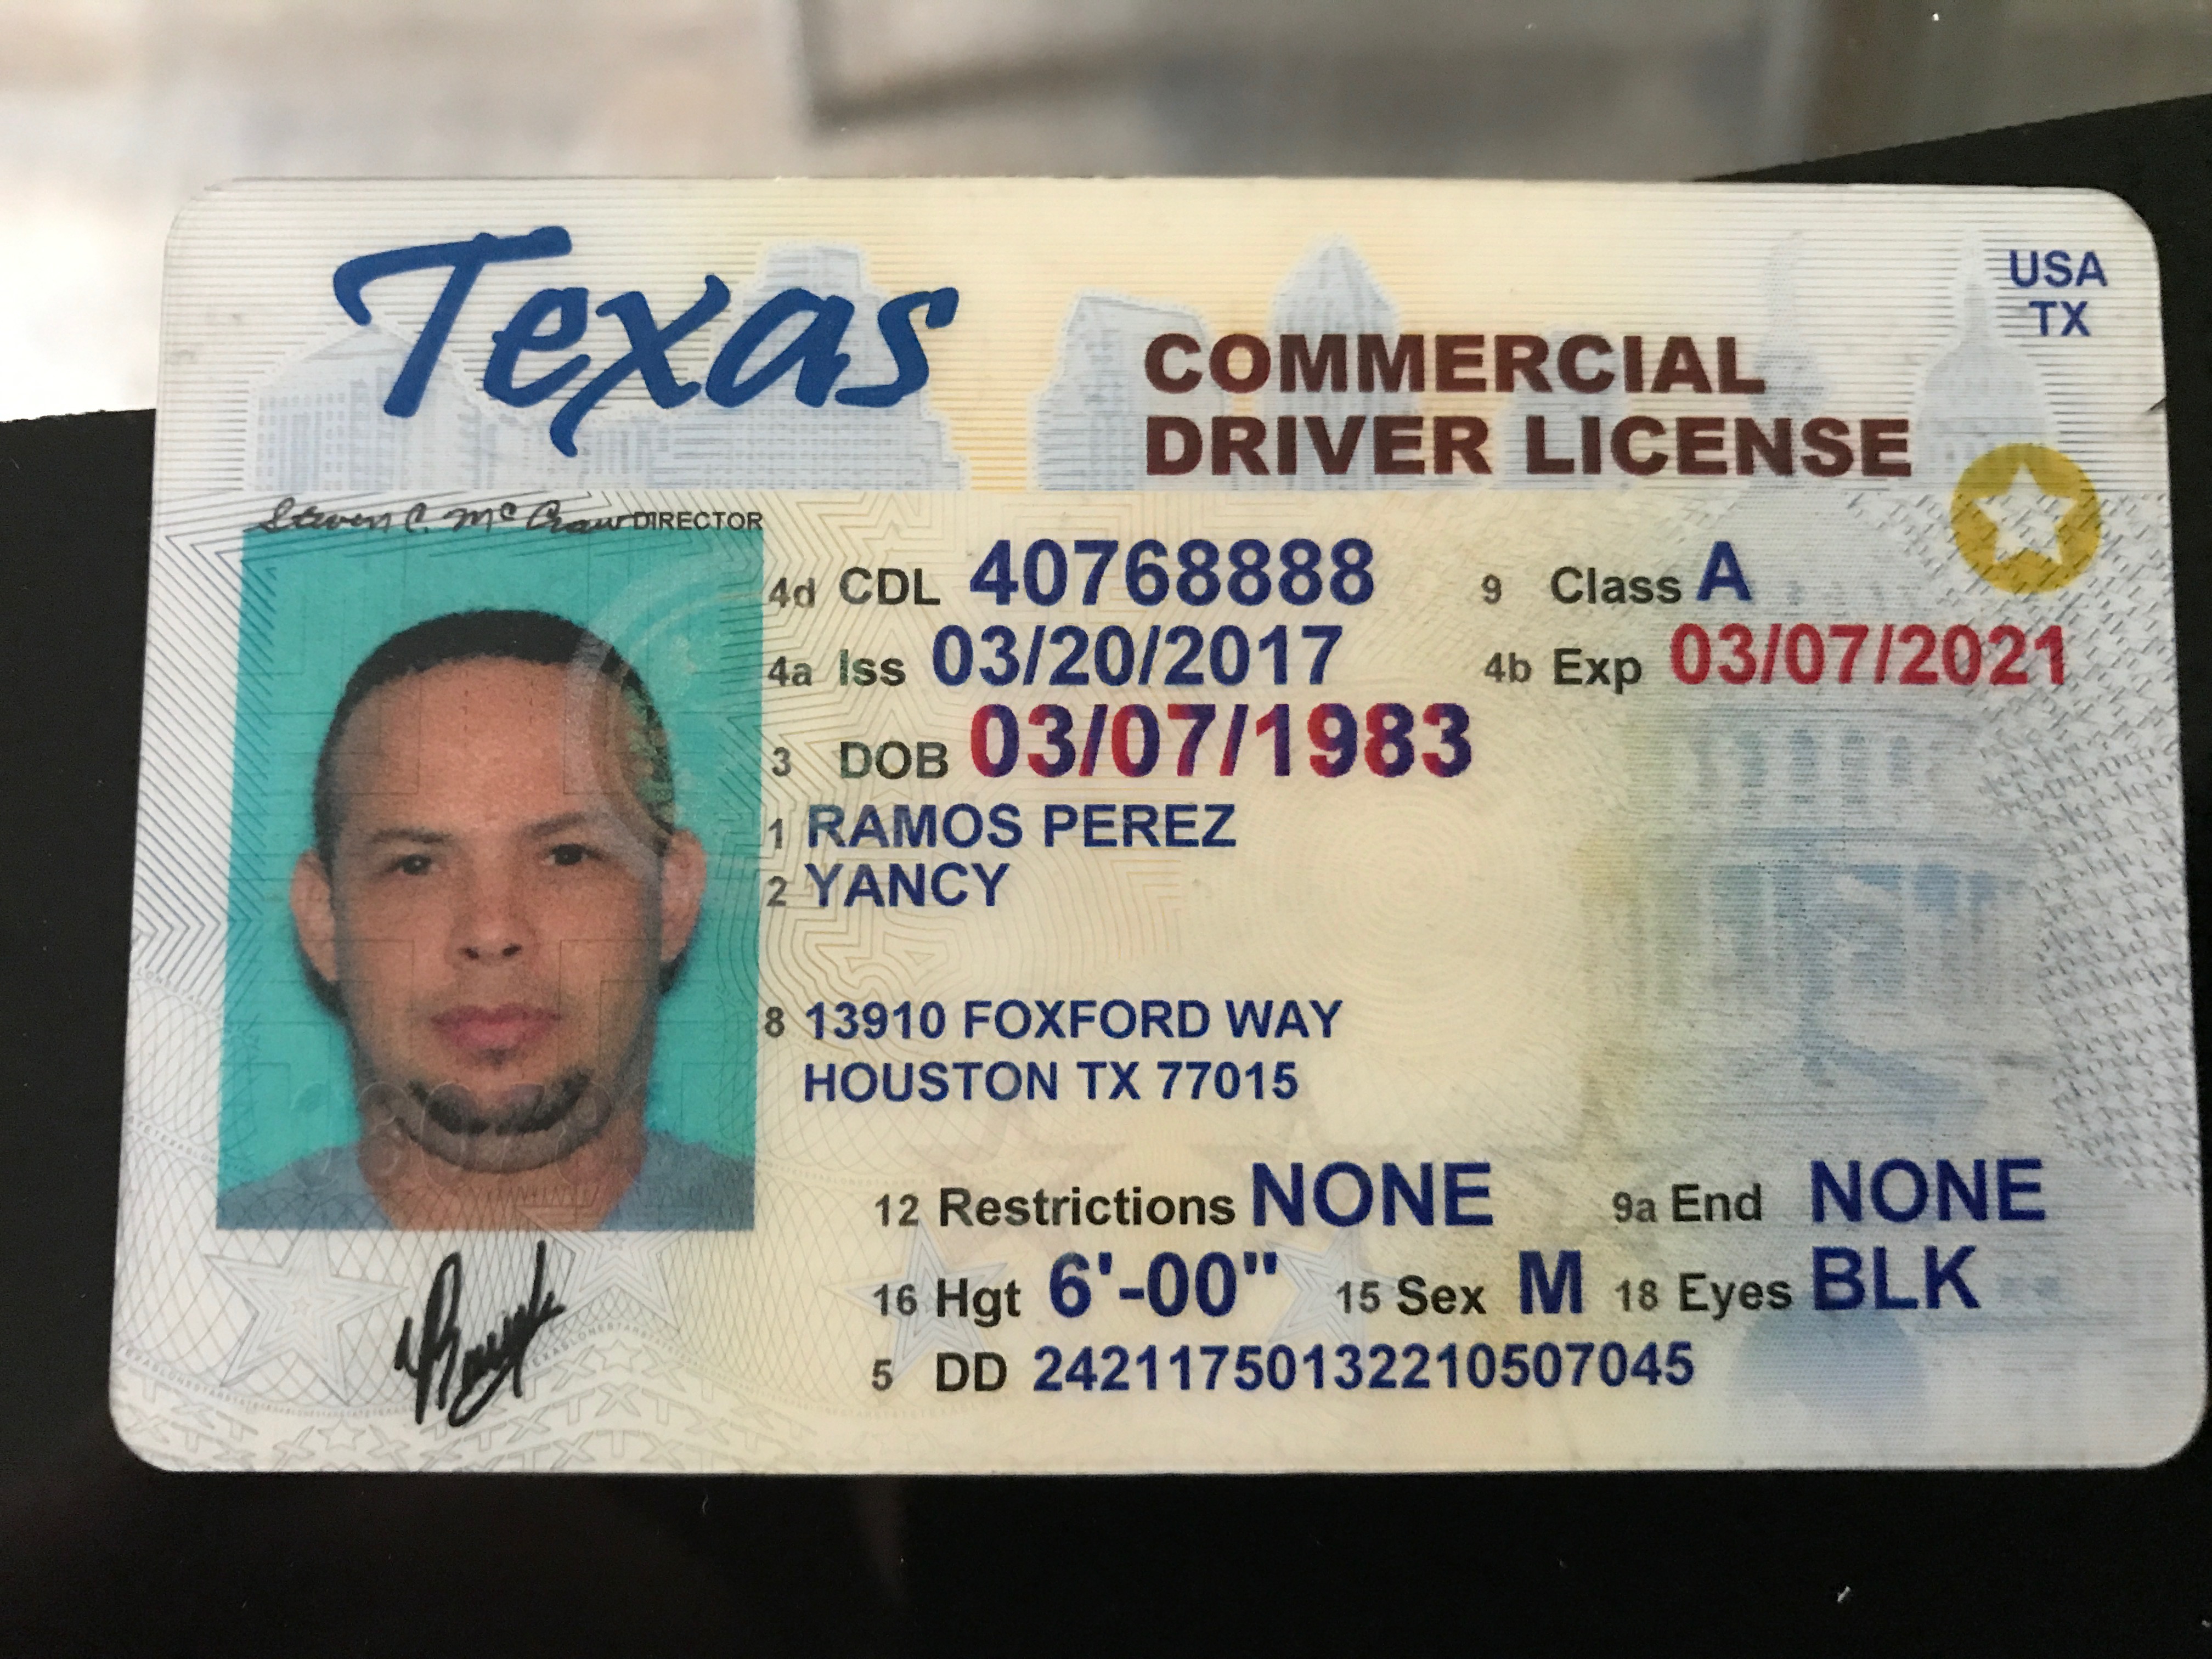 Texas
COMMERCIAL
DRIVER LICENSE
USA
TX
DIRECTOR
4d CDL 40768888
9 Class A
4a Iss 03/20/2017
4b Exp 03/07/2021
3 DOB 03/07/1983
1 RAMOS PEREZ
2 YANCY
8 13910 FOXFORD WAY
HOUSTON TX 77015
12 Restrictions NONE
9a End NONE
16 Hgt 6'-00"
15 Sex M
18 Eyes BLK
5 DD 24211750132210507045